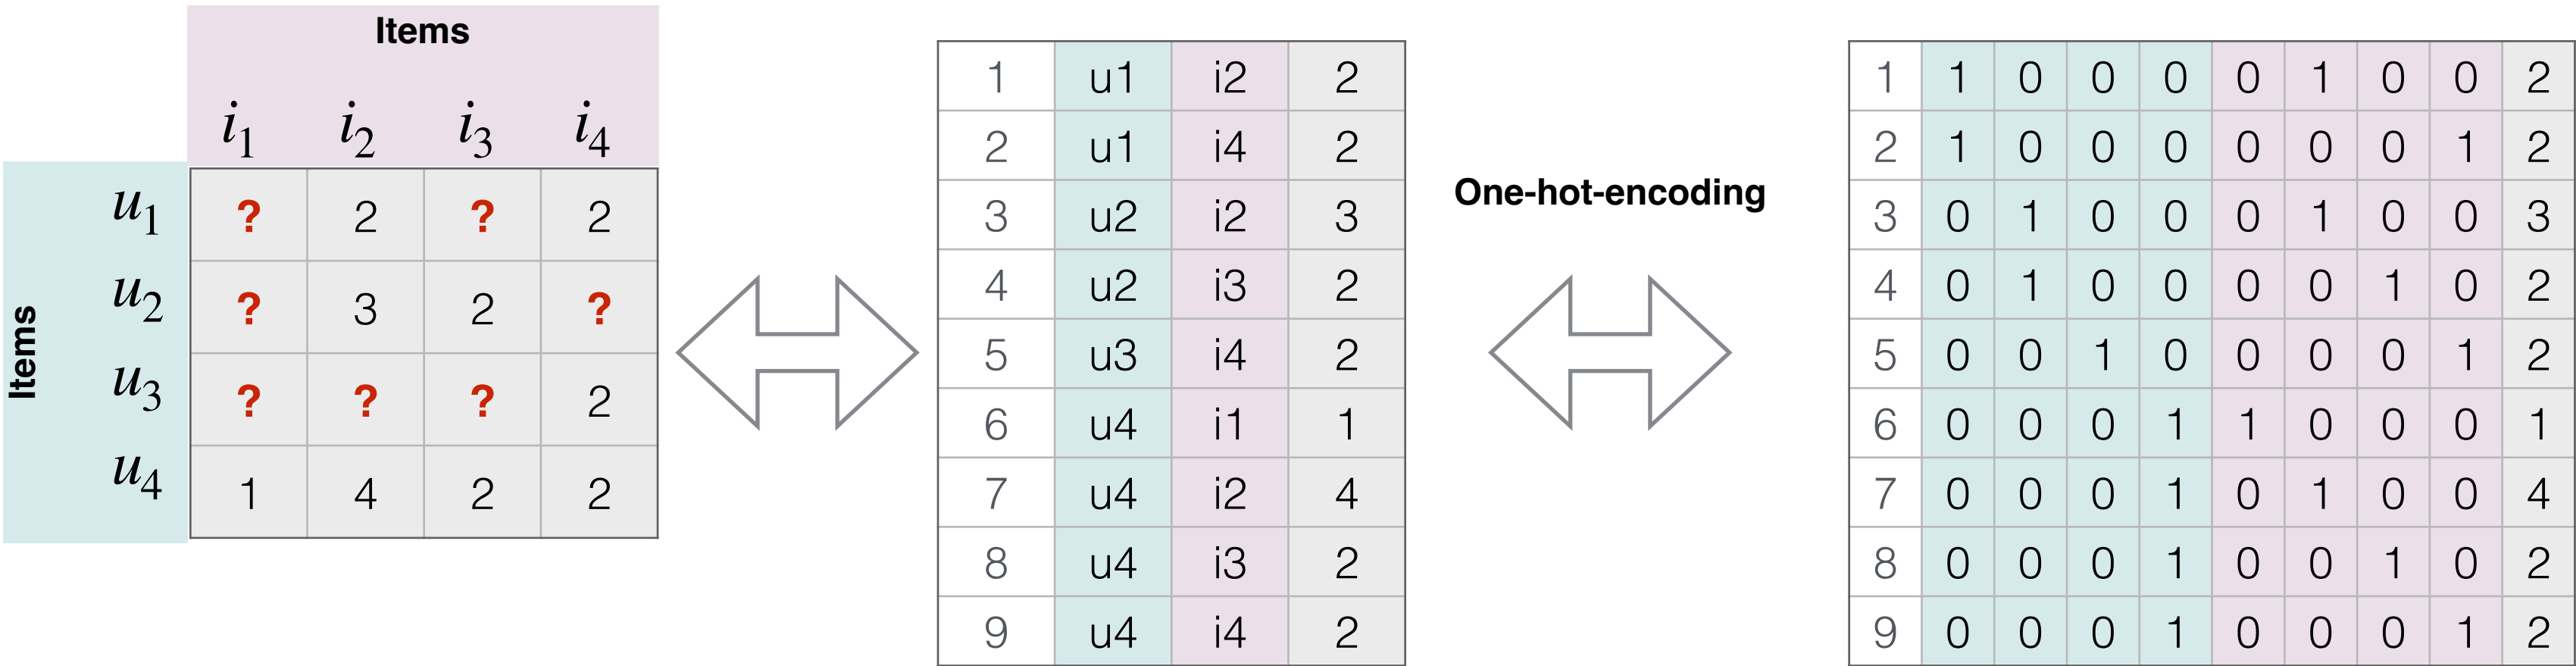 Items
i1 i2 i3 i4
Items
u1 ? 2 ? 2
u2 ? 3 2 ?
u3 ? ? ? 2
u4 1 4 2 2
1 u1 i2 2
2 u1 i4 2
3 u2 i2 3
4 u2 i3 2
5 u3 i4 2
6 u4 i1 1
7 u4 i2 4
8 u4 i3 2
9 u4 i4 2
One-hot-encoding
1 1 0 0 0 0 1 0 0 2
2 1 0 0 0 0 0 0 1 2
3 0 1 0 0 0 1 0 0 3
4 0 1 0 0 0 0 1 0 2
5 0 0 1 0 0 0 0 1 2
6 0 0 0 1 1 0 0 0 1
7 0 0 0 1 0 1 0 0 4
8 0 0 0 1 0 0 1 0 2
9 0 0 0 1 0 0 0 1 2